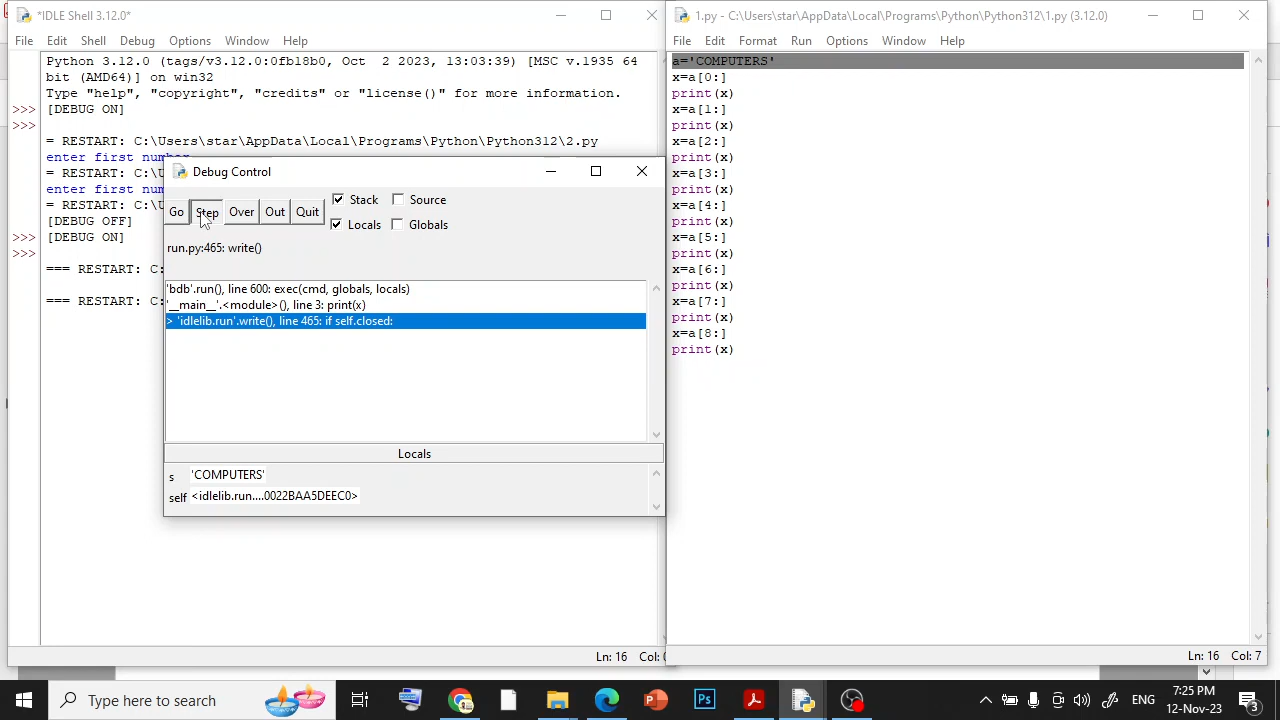 *IDLE Shell 3.12.0*
File Edit Shell Debug Options Window Help
Python 3.12.0 (tags/v3.12.0:0fb18b0, Oct  2 2023, 13:03:39) [MSC v.1935 64
bit (AMD64)] on win32
Type "help", "copyright", "credits" or "license()" for more information.
>>> [DEBUG ON]
>>>
= RESTART: C:\Users\star\AppData\Local\Programs\Python\Python312\2.py
enter first number
= RESTART: C:\U
enter first num
= RESTART: C:\U
[DEBUG OFF]
>>> [DEBUG ON]
>>>
=== RESTART: C:
=== RESTART: C:
Ln: 16 Col:
Debug Control
Go Step Over Out Quit
Stack Source
Locals Globals
run.py:465: write()
'bdb'.run(), line 600: exec(cmd, globals, locals)
'__main__'.<module>(), line 3: print(x)
> 'idlelib.run'.write(), line 465: if self.closed:
Locals
s 'COMPUTERS'
self <idlelib.run....0022BAA5DEEC0>
1.py - C:\Users\star\AppData\Local\Programs\Python\Python312\1.py (3.12.0)
File Edit Format Run Options Window Help
a='COMPUTERS'
x=a[0:]
print(x)
x=a[1:]
print(x)
x=a[2:]
print(x)
x=a[3:]
print(x)
x=a[4:]
print(x)
x=a[5:]
print(x)
x=a[6:]
print(x)
x=a[7:]
print(x)
x=a[8:]
print(x)
Ln: 16 Col: 7
Type here to search
Ps
ENG
7:25 PM
12-Nov-23
3